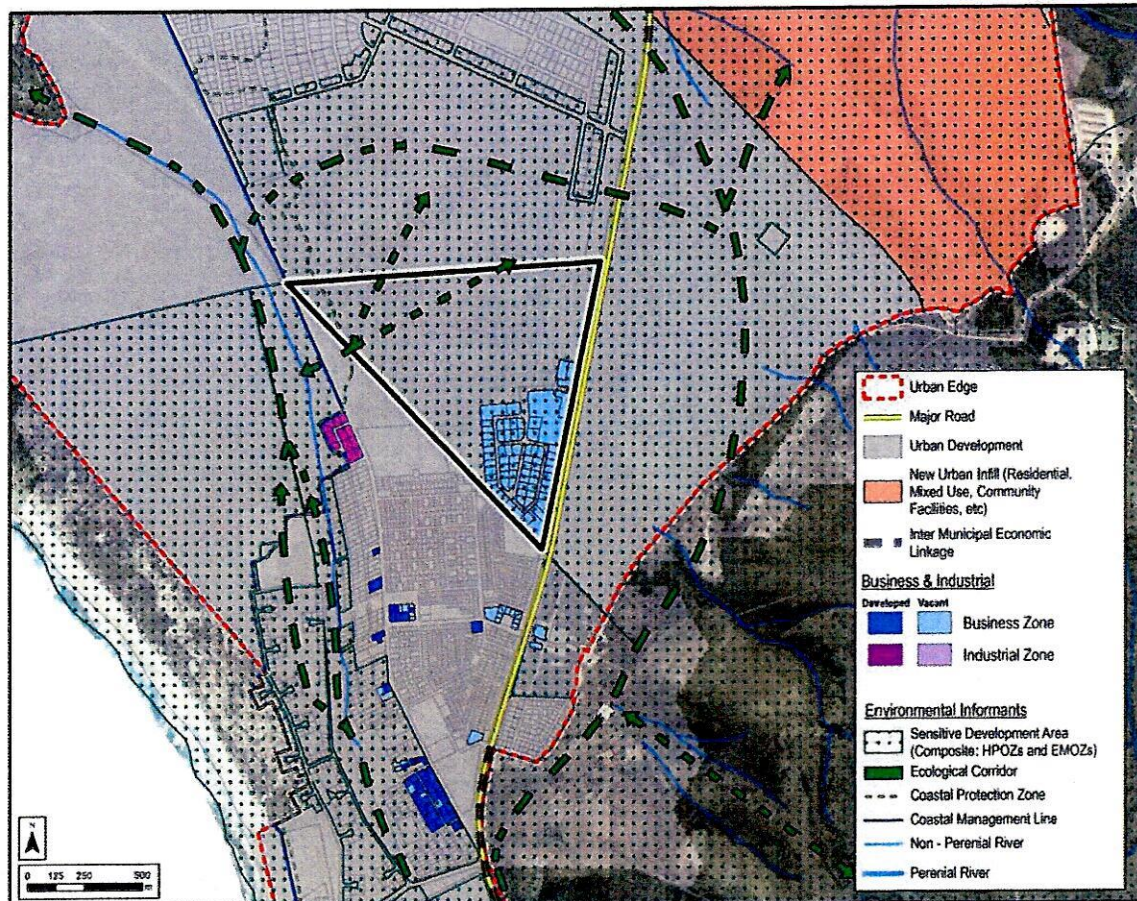 Urban Edge
Major Road
Urban Development
New Urban Infill (Residential,
Mixed Use, Community
Facilities, etc)
Inter Municipal Economic
Linkage
Business & Industrial
Developed Vacant
Business Zone
Industrial Zone
Environmental Informants
Sensitive Development Area
(Composite: HPOZs and EMOZs)
Ecological Corridor
Coastal Protection Zone
Coastal Management Line
Non - Perenial River
Perenial River
N
0 125 250 500
m